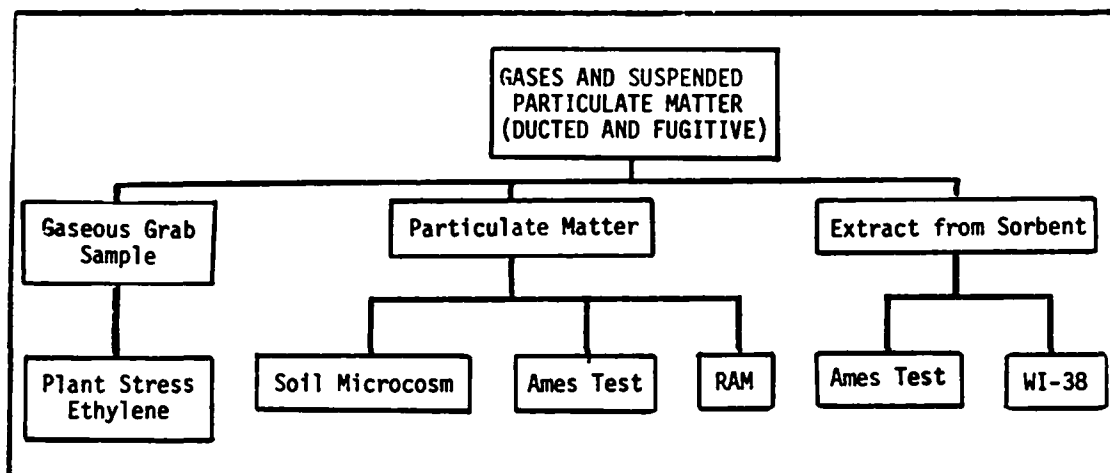 GASES AND SUSPENDED
PARTICULATE MATTER
(DUCTED AND FUGITIVE)
Gaseous Grab
Sample
Particulate Matter
Extract from Sorbent
Plant Stress
Ethylene
Soil Microcosm
Ames Test
RAM
Ames Test
WI-38